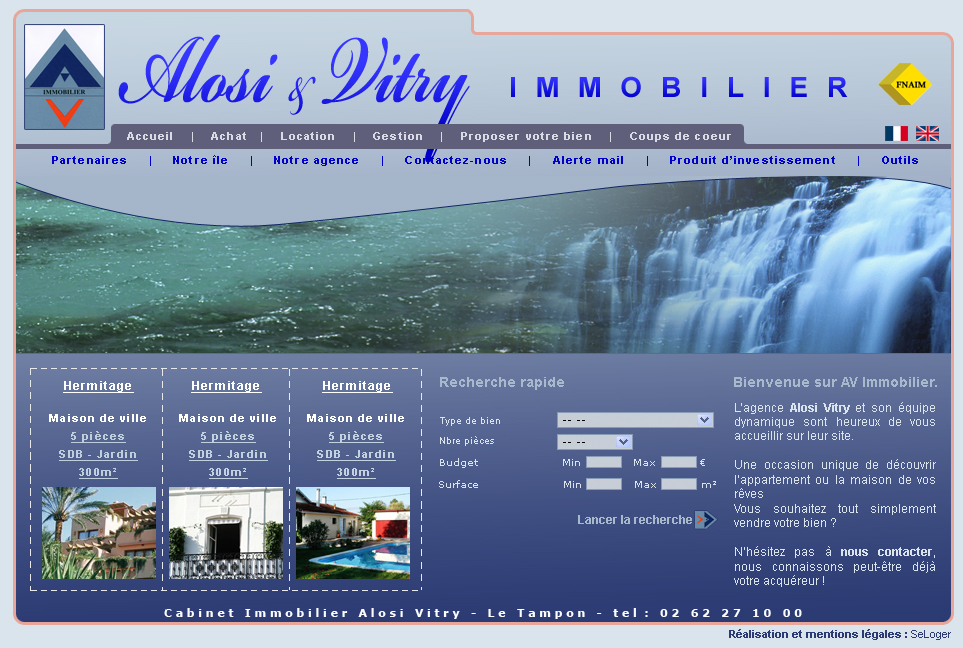 IMMOBILIER
Alosi & Vitry IMMOBILIER
FNAIM
Accueil | Achat | Location | Gestion | Proposer votre bien | Coups de coeur
Partenaires | Notre île | Notre agence | Contactez-nous | Alerte mail | Produit d'investissement | Outils
Hermitage
Maison de ville
5 pièces
SDB - Jardin
300m²
Hermitage
Maison de ville
5 pièces
SDB - Jardin
300m²
Hermitage
Maison de ville
5 pièces
SDB - Jardin
300m²
Recherche rapide
Type de bien -- --
Nbre pièces -- --
Budget Min Max €
Surface Min Max m²
Lancer la recherche
Bienvenue sur AV Immobilier.
L'agence Alosi Vitry et son équipe
dynamique sont heureux de vous
accueillir sur leur site.
Une occasion unique de découvrir
l'appartement ou la maison de vos
rêves
Vous souhaitez tout simplement
vendre votre bien ?
N'hésitez pas à nous contacter,
nous connaissons peut-être déjà
votre acquéreur !
Cabinet Immobilier Alosi Vitry - Le Tampon - tel : 02 62 27 10 00
Réalisation et mentions légales : SeLoger